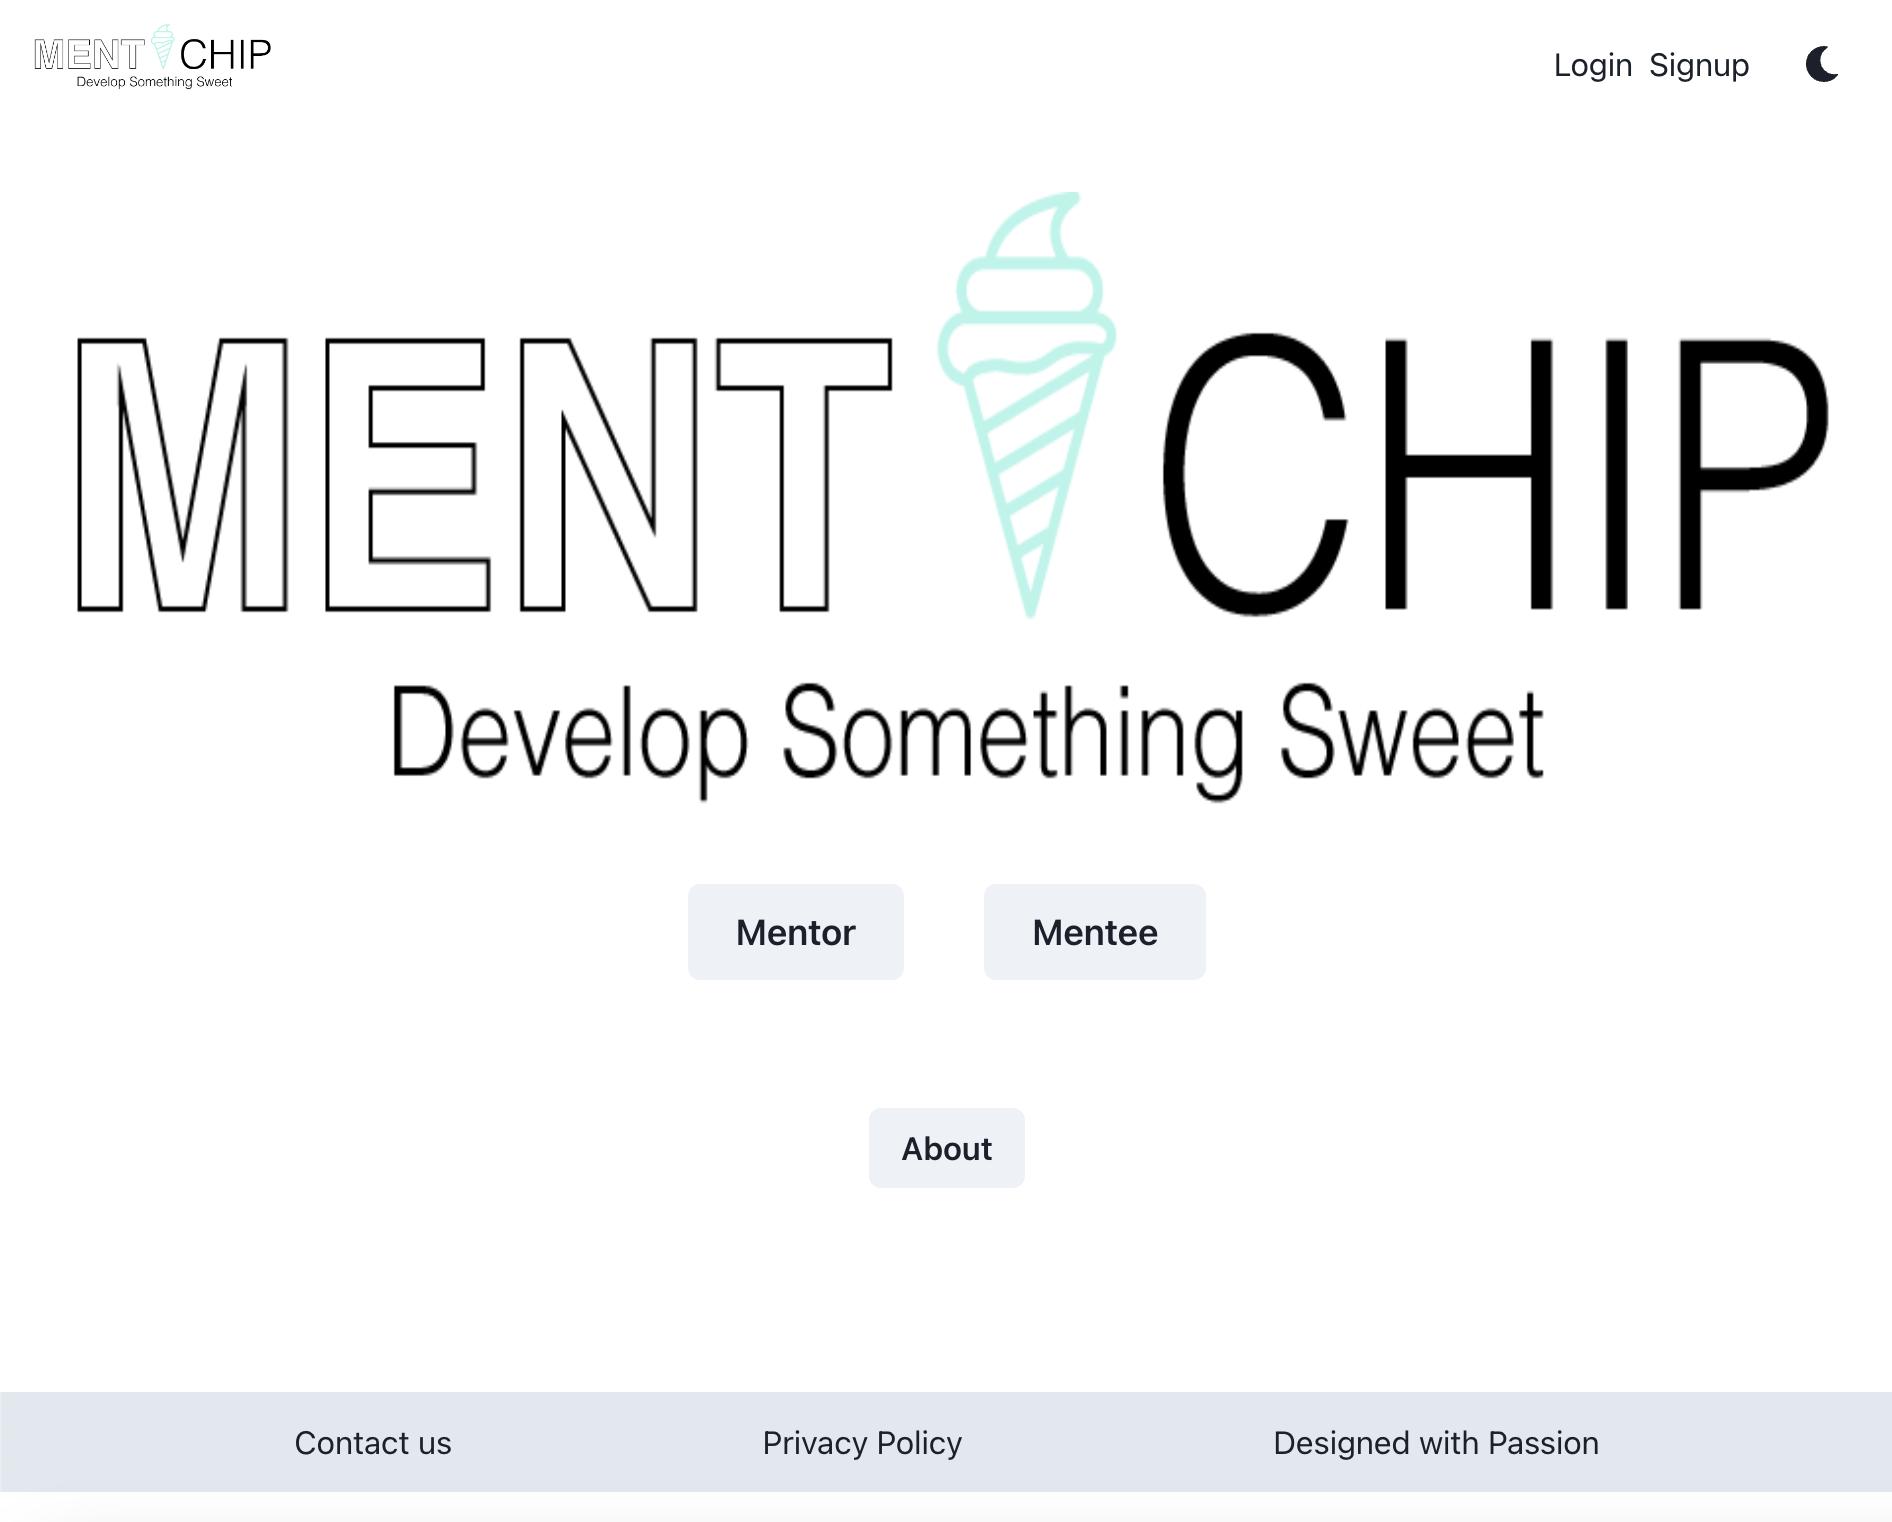 MENT CHIP
Develop Something Sweet
Login Signup
MENT CHIP
Develop Something Sweet
Mentor Mentee
About
Contact us Privacy Policy Designed with Passion